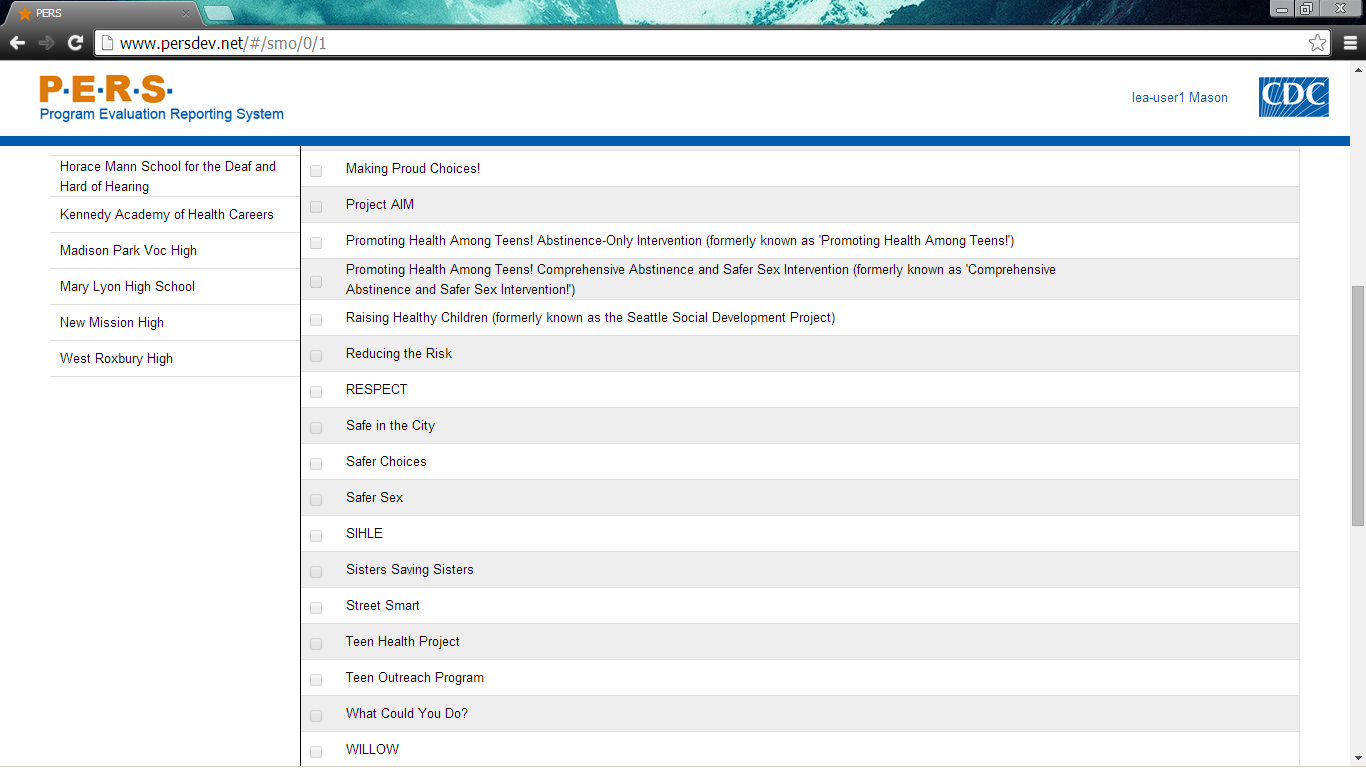 PERS
www.persdev.net/#/smo/0/1
P·E·R·S·
Program Evaluation Reporting System
lea-user1 Mason
CDC
Horace Mann School for the Deaf and
Hard of Hearing
Kennedy Academy of Health Careers
Madison Park Voc High
Mary Lyon High School
New Mission High
West Roxbury High
Making Proud Choices!
Project AIM
Promoting Health Among Teens! Abstinence-Only Intervention (formerly known as 'Promoting Health Among Teens!')
Promoting Health Among Teens! Comprehensive Abstinence and Safer Sex Intervention (formerly known as 'Comprehensive
Abstinence and Safer Sex Intervention!')
Raising Healthy Children (formerly known as the Seattle Social Development Project)
Reducing the Risk
RESPECT
Safe in the City
Safer Choices
Safer Sex
SIHLE
Sisters Saving Sisters
Street Smart
Teen Health Project
Teen Outreach Program
What Could You Do?
WILLOW